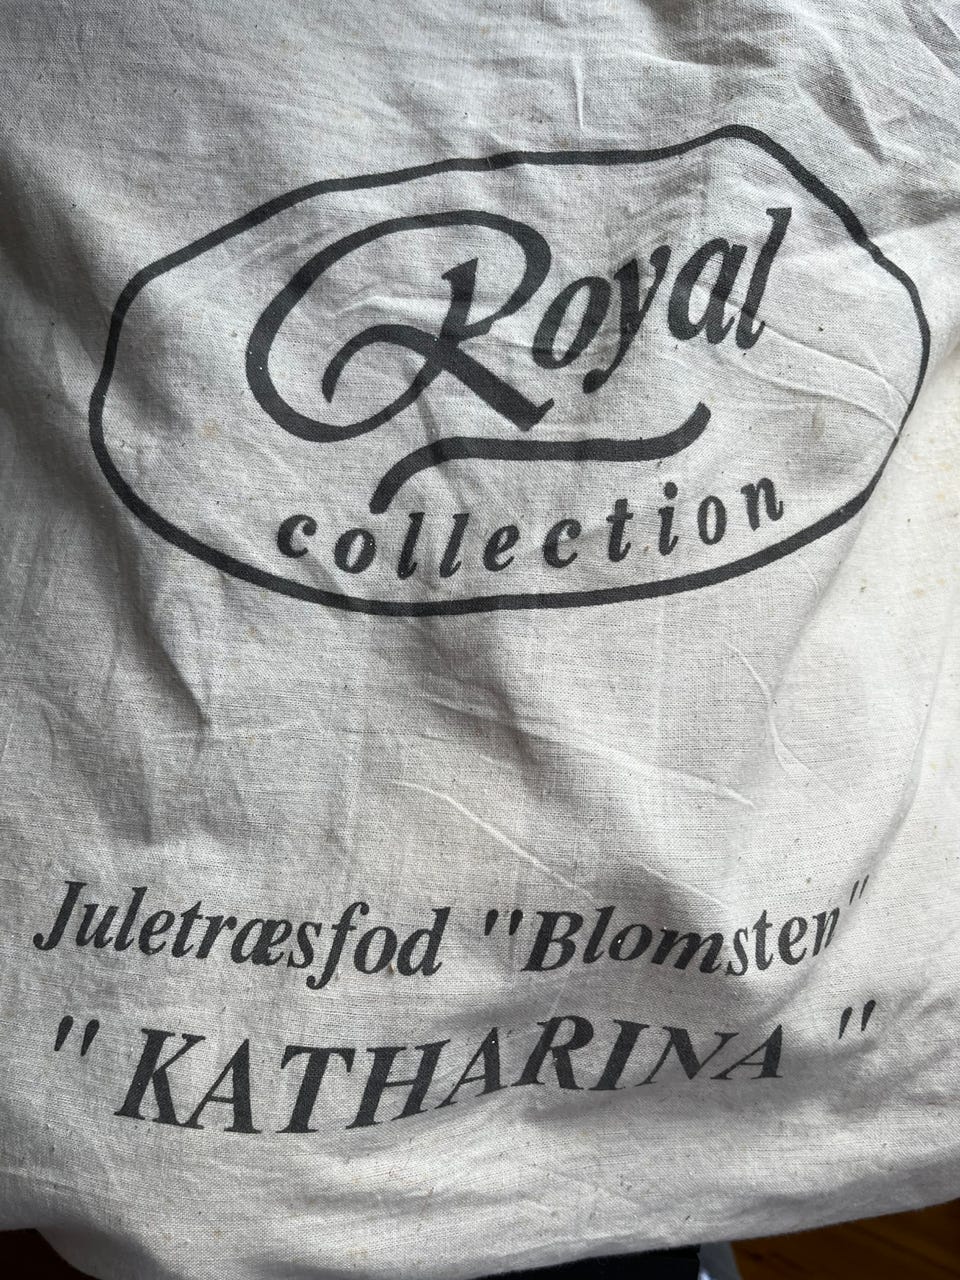 Royal
collection
Juletræsfod "Blomsten"
" KATHARINA "